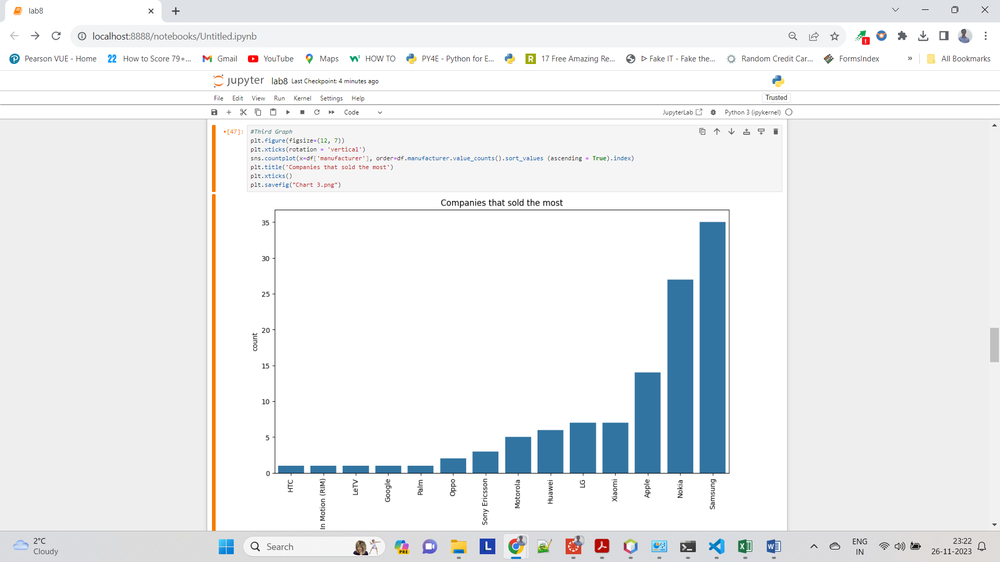 lab8
localhost:8888/notebooks/Untitled.ipynb
Pearson VUE - Home
22 How to Score 79+...
Gmail
YouTube
Maps
W3 HOW TO
PY4E - Python for E...
R 17 Free Amazing Re...
ᐅ Fake IT - Fake the...
Random Credit Car...
FormsIndex
»
All Bookmarks
jupyter lab8 Last Checkpoint: 4 minutes ago
File Edit View Run Kernel Settings Help
Trusted
Code
JupyterLab
Python 3 (ipykernel)
•[47]:
#Third Graph
plt.figure(figsize=(12, 7))
plt.xticks(rotation = 'vertical')
sns.countplot(x=df['manufacturer'], order=df.manufacturer.value_counts().sort_values (ascending = True).index)
plt.title('Companies that sold the most')
plt.xticks()
plt.savefig("Chart 3.png")
Companies that sold the most
35
30
25
20
15
10
5
0
count
HTC
In Motion (RIM)
LeTV
Google
Palm
Oppo
Sony Ericsson
Motorola
Huawei
LG
Xiaomi
Apple
Nokia
Samsung
2°C
Cloudy
Search
PRE
L
ENG
IN
23:22
26-11-2023